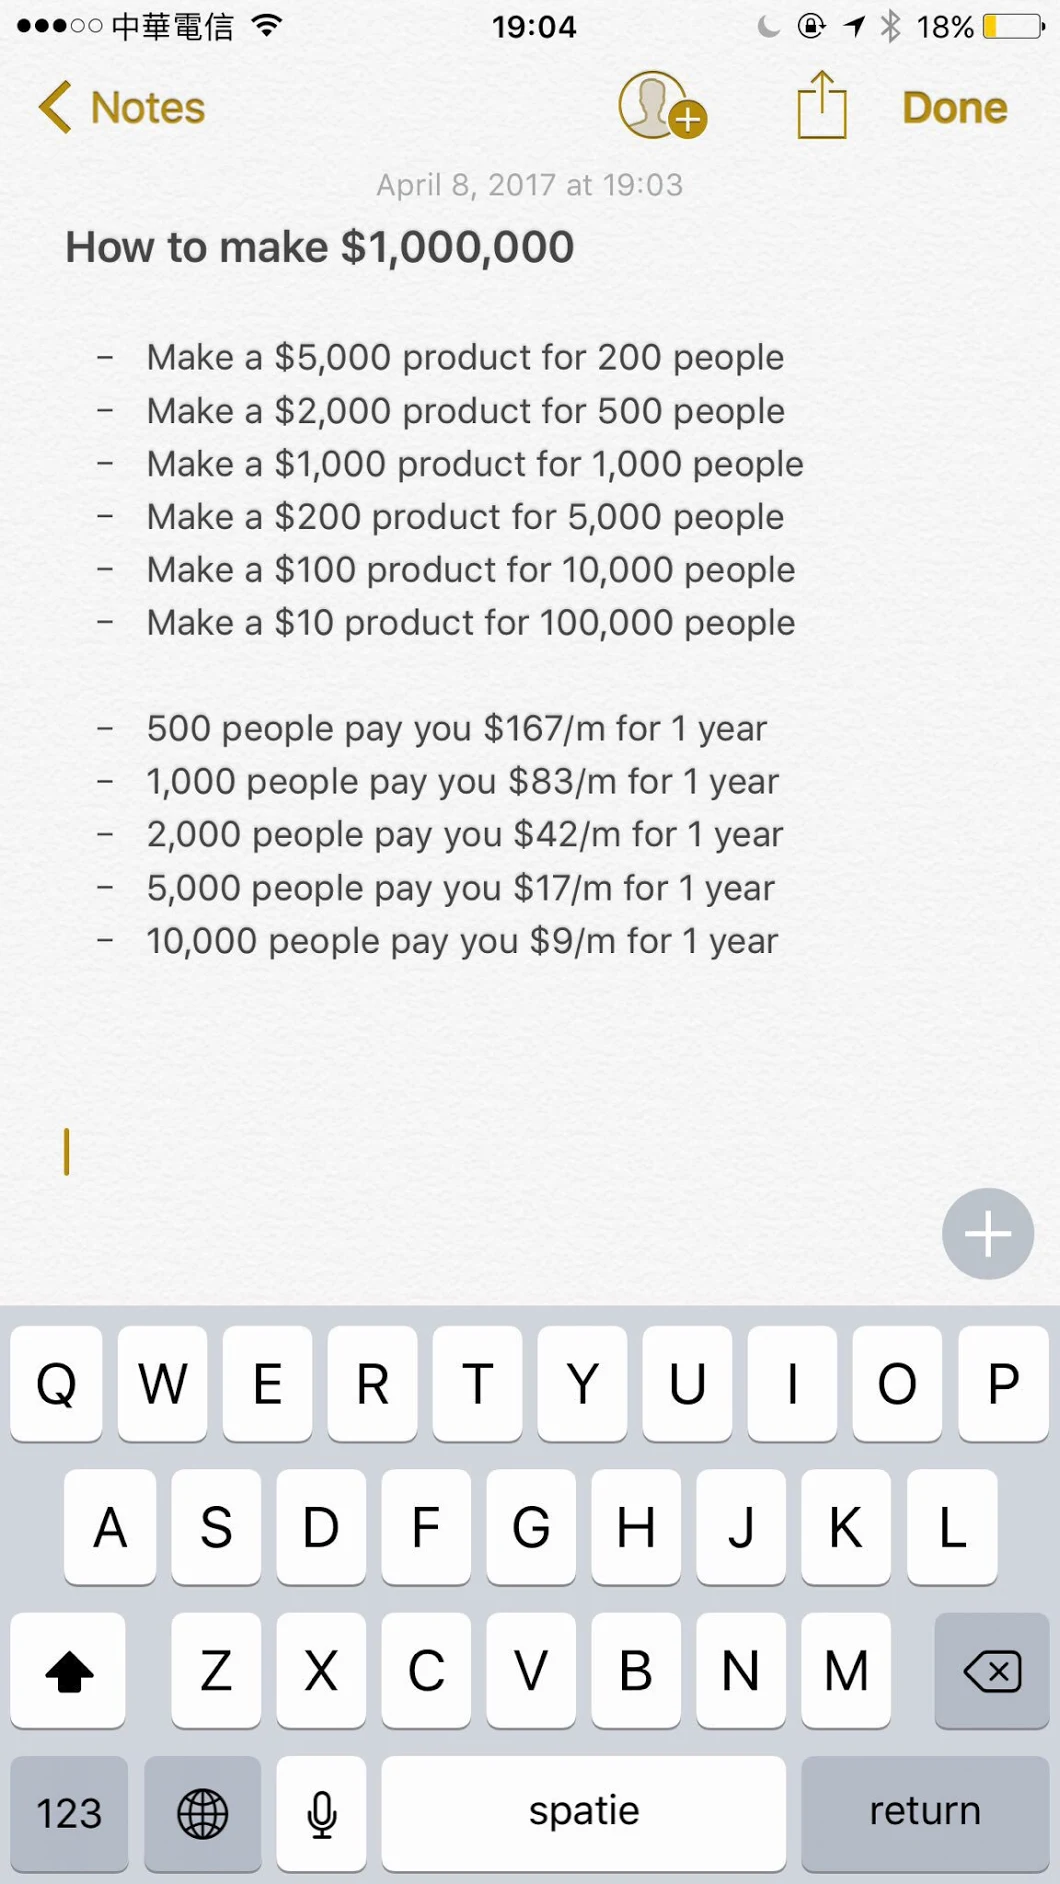 中華電信 19:04 18%
Notes Done
April 8, 2017 at 19:03
How to make $1,000,000
- Make a $5,000 product for 200 people
- Make a $2,000 product for 500 people
- Make a $1,000 product for 1,000 people
- Make a $200 product for 5,000 people
- Make a $100 product for 10,000 people
- Make a $10 product for 100,000 people
- 500 people pay you $167/m for 1 year
- 1,000 people pay you $83/m for 1 year
- 2,000 people pay you $42/m for 1 year
- 5,000 people pay you $17/m for 1 year
- 10,000 people pay you $9/m for 1 year
Q W E R T Y U I O P
A S D F G H J K L
Z X C V B N M
123 spatie return